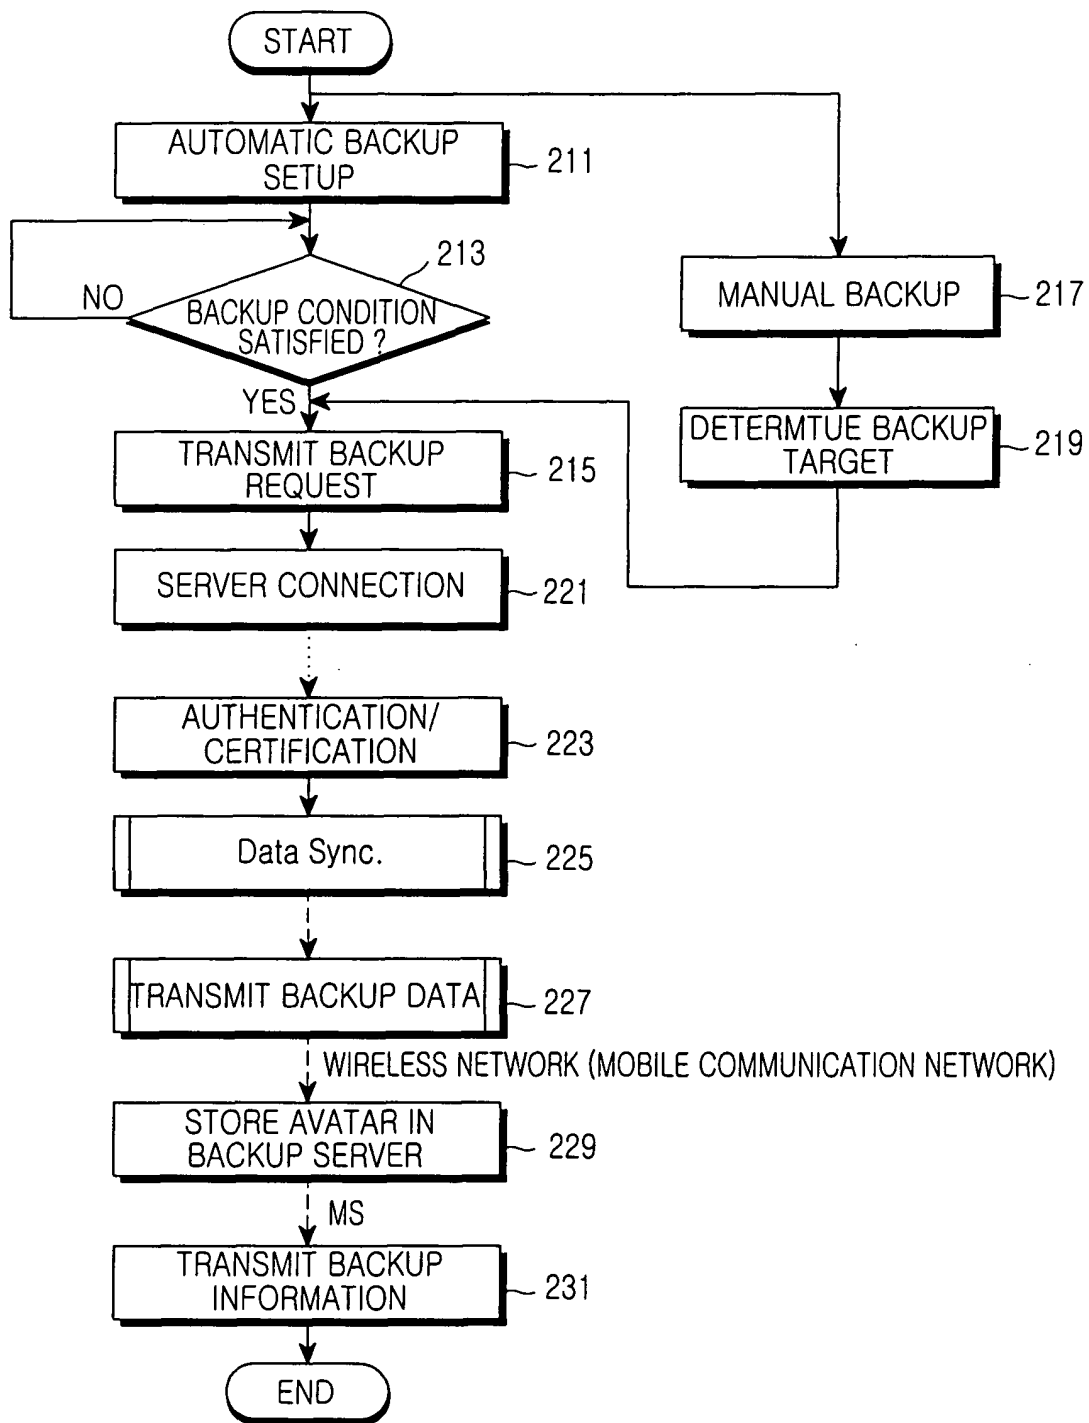 START
AUTOMATIC BACKUP
SETUP
211
213
NO
BACKUP CONDITION
SATISFIED ?
MANUAL BACKUP
217
YES
DETERMTUE BACKUP
TARGET
219
TRANSMIT BACKUP
REQUEST
215
SERVER CONNECTION
221
AUTHENTICATION/
CERTIFICATION
223
Data Sync.
225
TRANSMIT BACKUP DATA
227
WIRELESS NETWORK (MOBILE COMMUNICATION NETWORK)
STORE AVATAR IN
BACKUP SERVER
229
MS
TRANSMIT BACKUP
INFORMATION
231
END